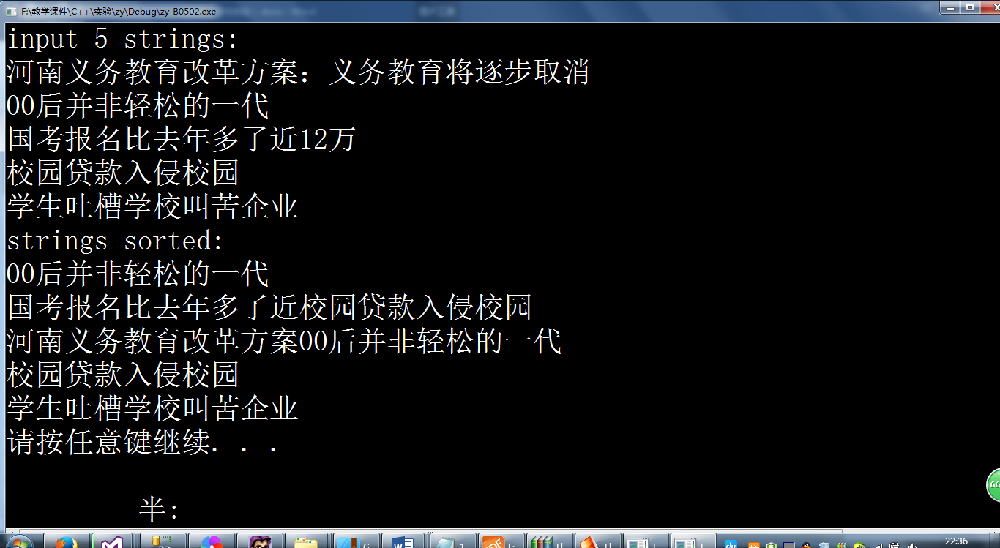 F:\教学课件\C++\实验\zy\Debug\zy-B0502.exe
input 5 strings:
河南义务教育改革方案：义务教育将逐步取消
00后并非轻松的一代
国考报名比去年多了近12万
校园贷款入侵校园
学生吐槽学校叫苦企业
strings sorted:
00后并非轻松的一代
国考报名比去年多了近校园贷款入侵校园
河南义务教育改革方案00后并非轻松的一代
校园贷款入侵校园
学生吐槽学校叫苦企业
请按任意键继续. . .
66
半:
22:36